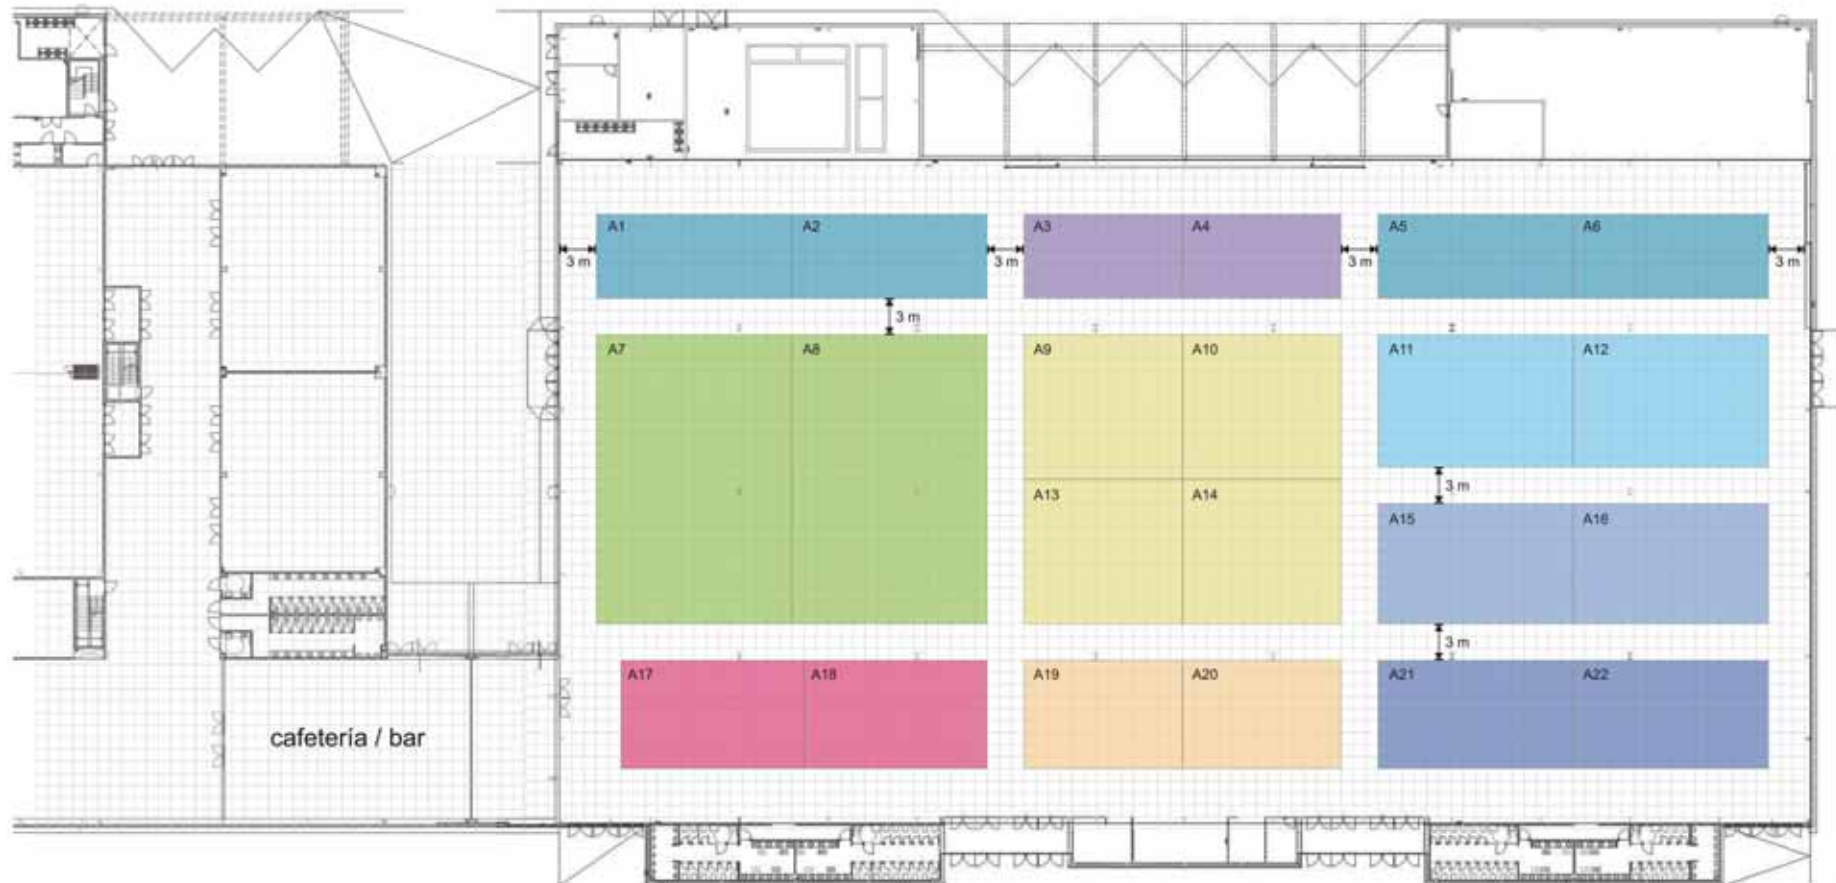 A1 A2 A3 A4 A5 A6
3 m 3 m 3 m 3 m
3 m
A7 A8 A9 A10 A11 A12
3 m
A13 A14 A15 A16
3 m
A17 A18 A19 A20 A21 A22
cafetería / bar